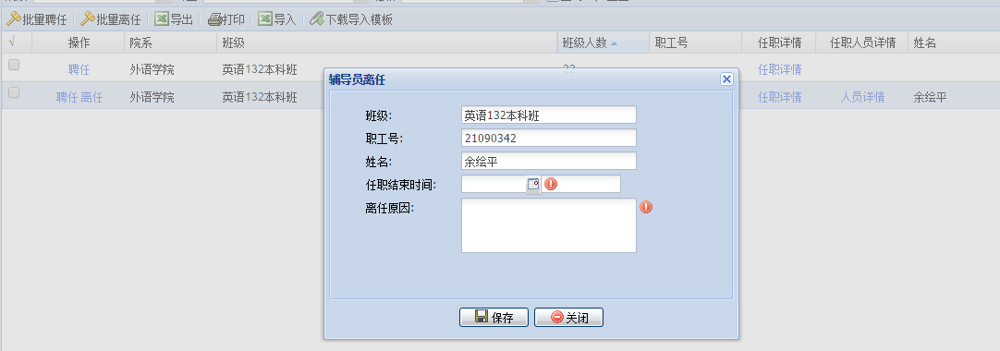 批量聘任 批量离任 导出 打印 导入 下载导入模板
√ 操作 院系 班级 班级人数 职工号 任职详情 任职人员详情 姓名
聘任 外语学院 英语132本科班 任职详情
聘任 离任 外语学院 英语132本科班 任职详情 人员详情 余绘平
辅导员离任
班级: 英语132本科班
职工号: 21090342
姓名: 余绘平
任职结束时间:
离任原因:
保存 关闭